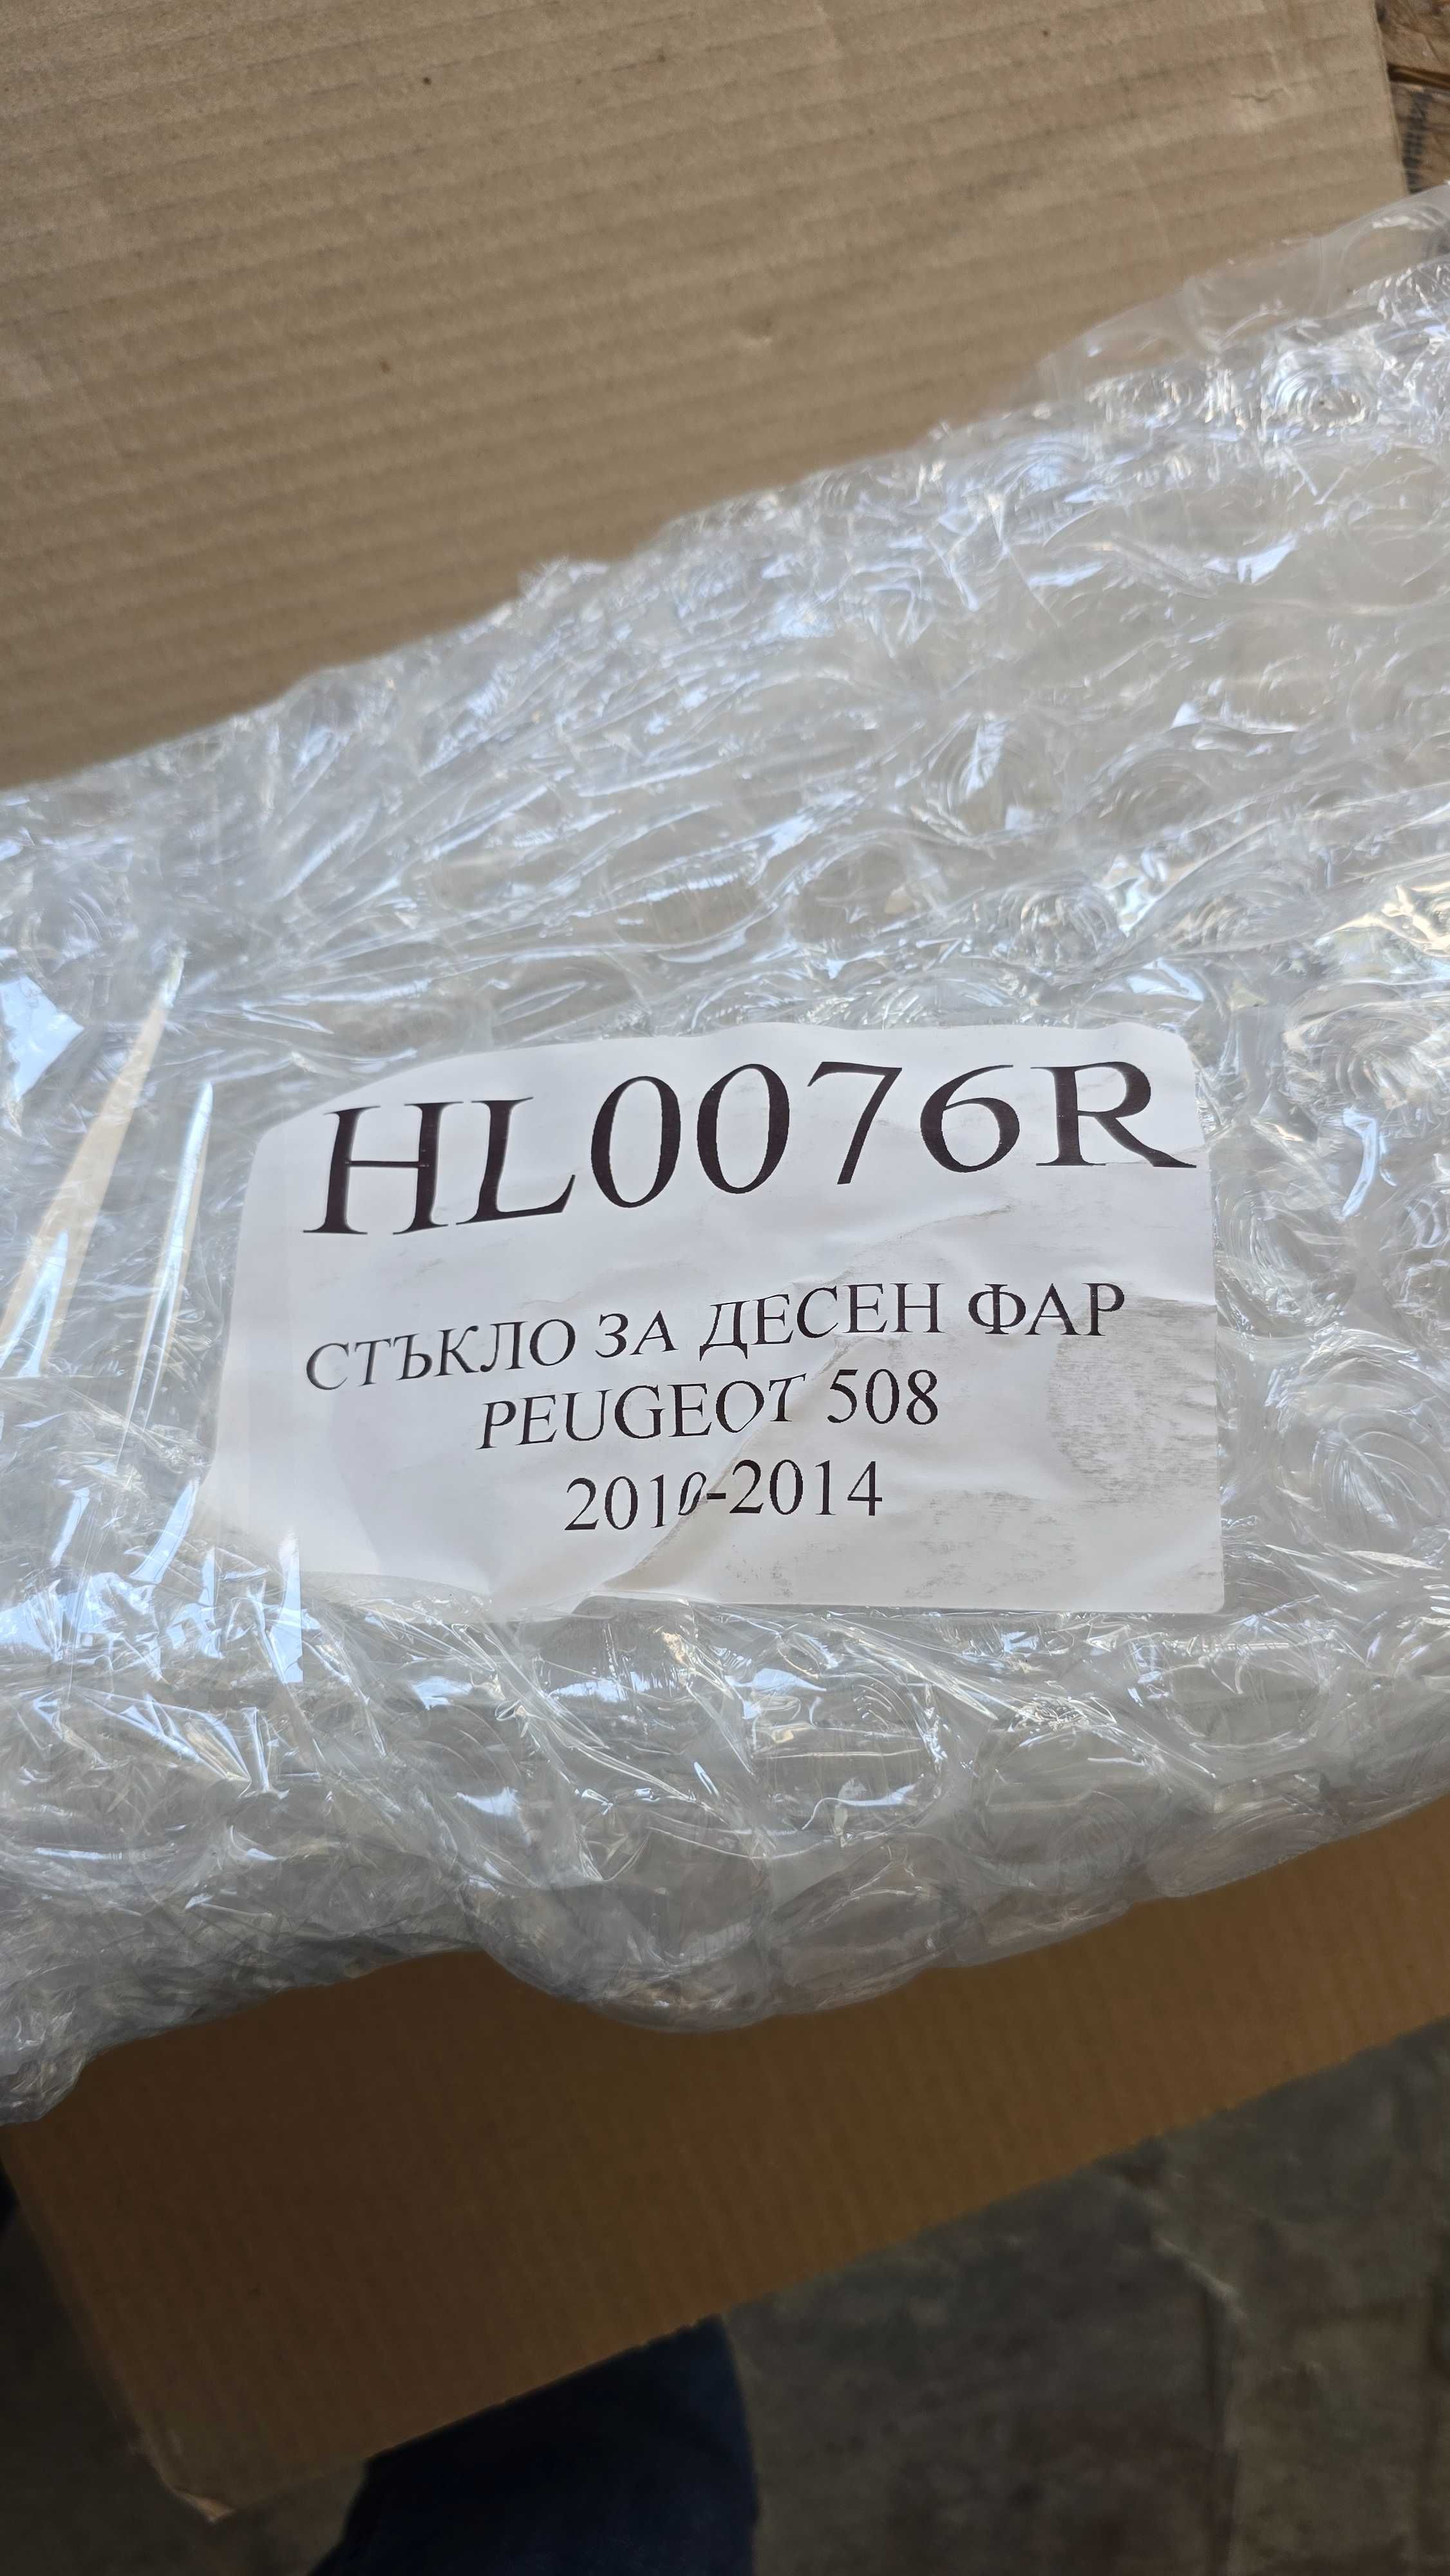 HL0076R
СТЪКЛО ЗА ДЕСЕН ФАР
PEUGEOT 508
2010-2014